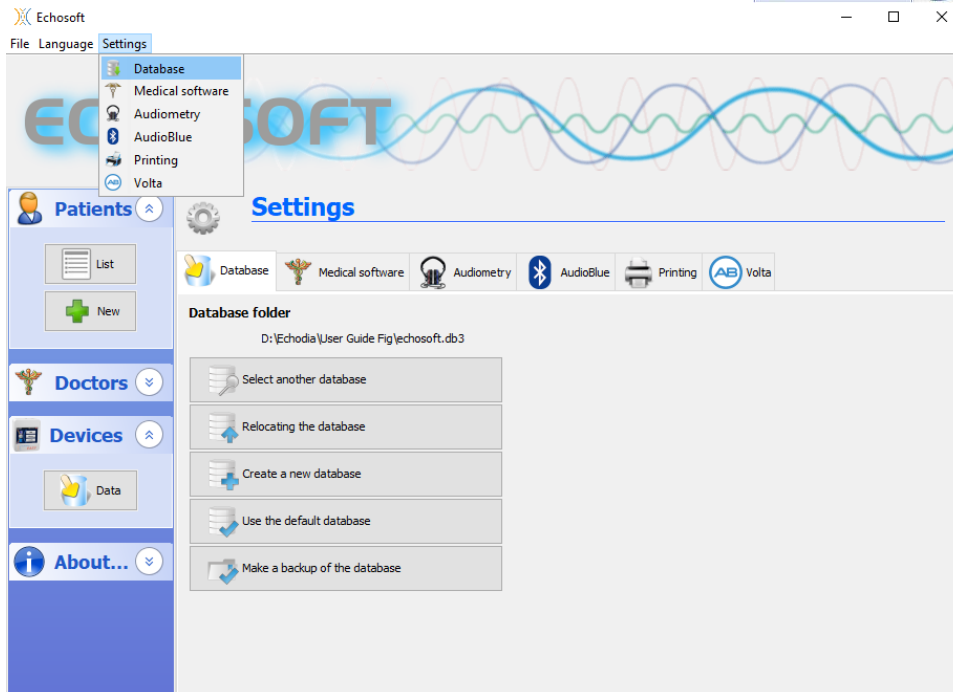 Echosoft
File Language Settings
Database
Medical software
Audiometry
AudioBlue
Printing
AB Volta
Patients
List
New
Doctors
Devices
Data
About...
Settings
Database Medical software Audiometry AudioBlue Printing AB Volta
Database folder
D:\Echodia\User Guide Fig\echosoft.db3
Select another database
Relocating the database
Create a new database
Use the default database
Make a backup of the database